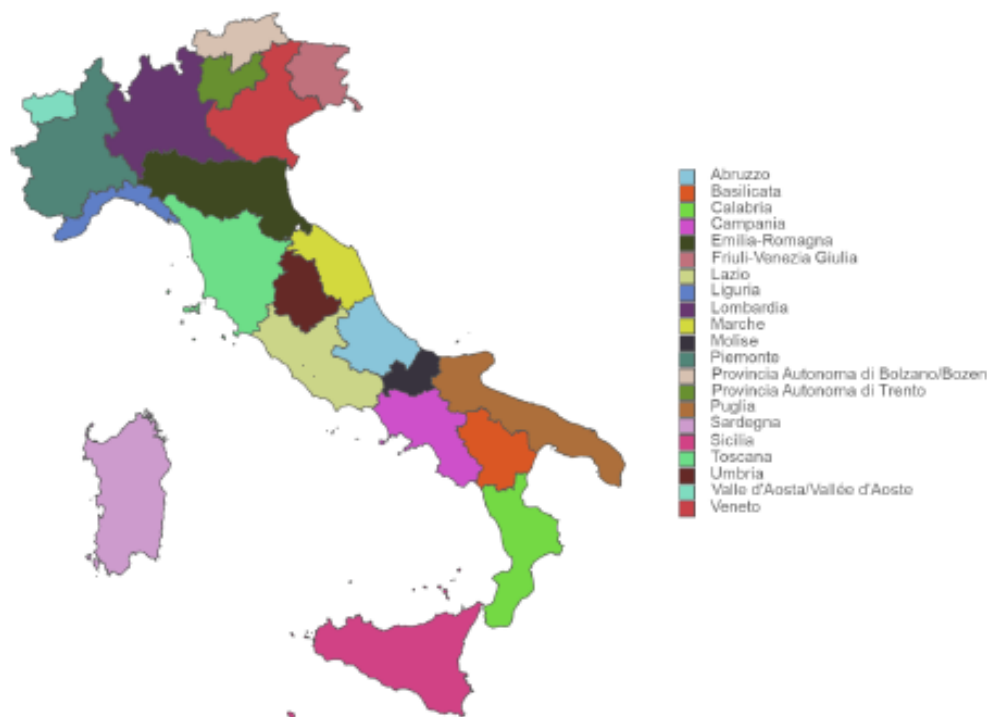 Abruzzo
Basilicata
Calabria
Campania
Emilia-Romagna
Friuli-Venezia Giulia
Lazio
Liguria
Lombardia
Marche
Molise
Piemonte
Provincia Autonoma di Bolzano/Bozen
Provincia Autonoma di Trento
Puglia
Sardegna
Sicilia
Toscana
Umbria
Valle d'Aosta/Vallée d'Aoste
Veneto